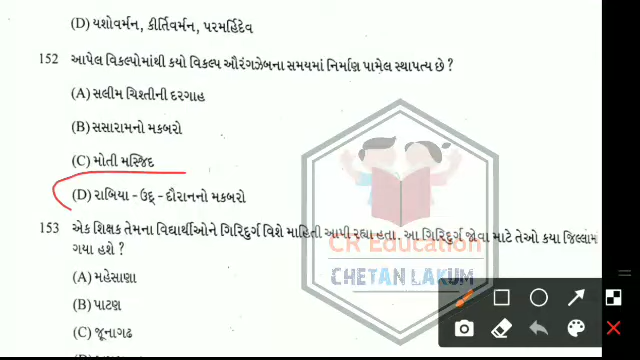 (D) યશોવર્મન, કીર્તિવર્મન, પરમર્હિદેવ
152 આપેલ વિકલ્પોમાંથી કયો વિકલ્પ ઔરંગઝેબના સમયમાં નિર્માણ પામેલ સ્થાપત્ય છે ?
(A) સલીમ ચિશ્તીની દરગાહ
(B) સસારામનો મકબરો
(C) મોતી મસ્જિદ
(D) રાબિયા - ઉદ્ - દૌરાનનો મકબરો
153 એક શિક્ષક તેમના વિદ્યાર્થીઓને ગિરિદુર્ગ વિશે માહિતી આપી રહ્યા હતા. આ ગિરિદુર્ગ જોવા માટે તેઓ કયા જિલ્લામાં
ગયા હશે ?
CR Education
CHETAN LAKUM
(A) મહેસાણા
(B) પાટણ
(C) જૂનાગઢ